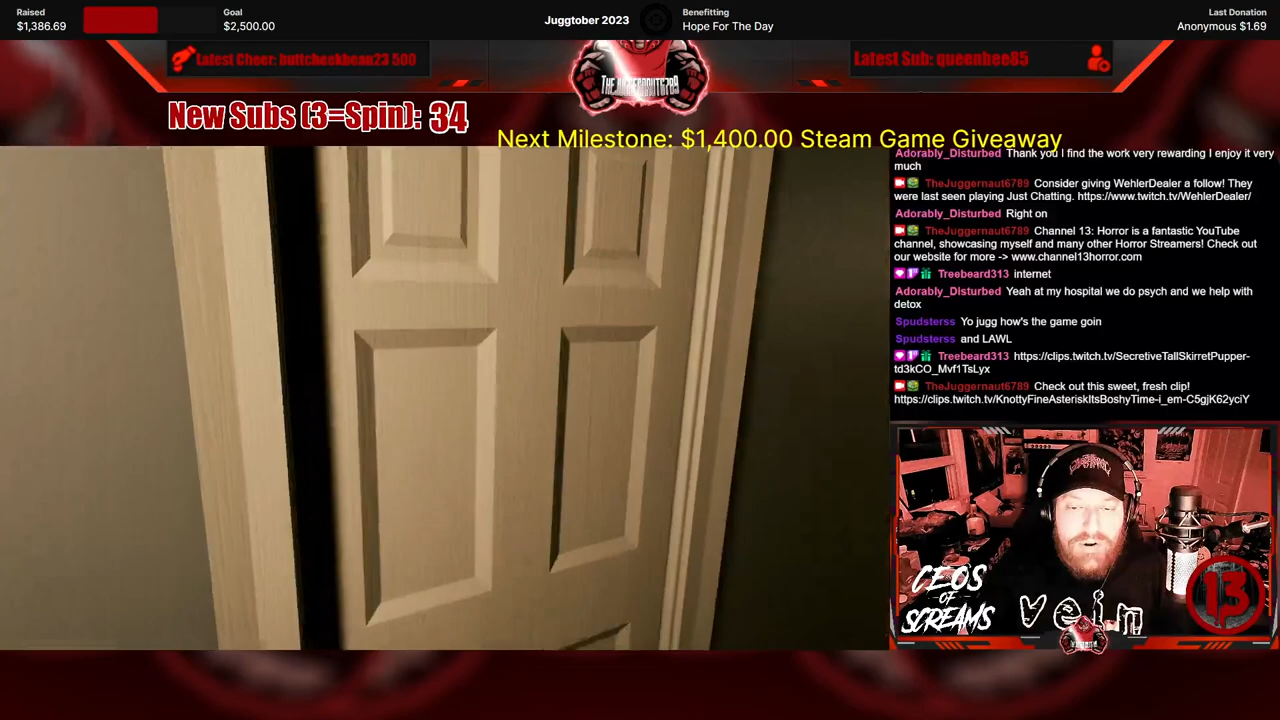 Raised
$1,386.69
Goal
$2,500.00
Juggtober 2023
Benefitting
Hope For The Day
Last Donation
Anonymous $1.69
Latest Cheer: buttcheekbeau23 500
THEJUGGERNAUT6789
Latest Sub: queenbee85
New Subs (3=Spin): 34
Next Milestone: $1,400.00 Steam Game Giveaway
Adorably_Disturbed Thank you I find the work very rewarding I enjoy it very
much
TheJuggernaut6789 Consider giving WehlerDealer a follow! They
were last seen playing Just Chatting. https://www.twitch.tv/WehlerDealer/
Adorably_Disturbed Right on
TheJuggernaut6789 Channel 13: Horror is a fantastic YouTube
channel, showcasing myself and many other Horror Streamers! Check out
our website for more -> www.channel13horror.com
Treebeard313 internet
Adorably_Disturbed Yeah at my hospital we do psych and we help with
detox
Spudsterss Yo jugg how's the game goin
Spudsterss and LAWL
Treebeard313 https://clips.twitch.tv/SecretiveTallSkirretPupper-
td3kCO_Mvf1TsLyx
TheJuggernaut6789 Check out this sweet, fresh clip!
https://clips.twitch.tv/KnottyFineAsteriskItsBoshyTime-i_em-C5gjK62yciY
CEOS
OF
SCREAMS
vein
13